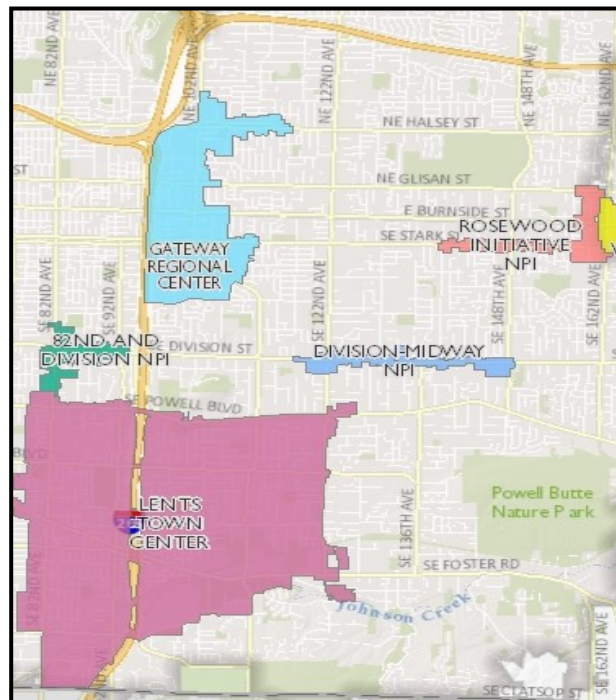 NE 82ND AVE
NE 102ND AVE
NE 122ND AVE
NE 148TH AVE
NE 162ND AVE
NE HALSEY ST
ST
NE GLISAN ST
E BURNSIDE ST
SE STARK ST
ROSEWOOD
INITIATIVE
NPI
GATEWAY
REGIONAL
CENTER
SE 82ND AVE
SE 92ND AVE
SE 122ND AVE
SE 148TH AVE
SE 162ND AVE
82ND AND
DIVISION NPI
E DIVISION ST
DIVISION-MIDWAY
NPI
SE POWELL BLVD
BLVD
LENTS
TOWN
CENTER
SE 136TH AVE
Powell Butte
Nature Park
SE FOSTER RD
SE 82ND AVE
Johnson Creek
SE 162ND AVE
SE CLATSOP ST